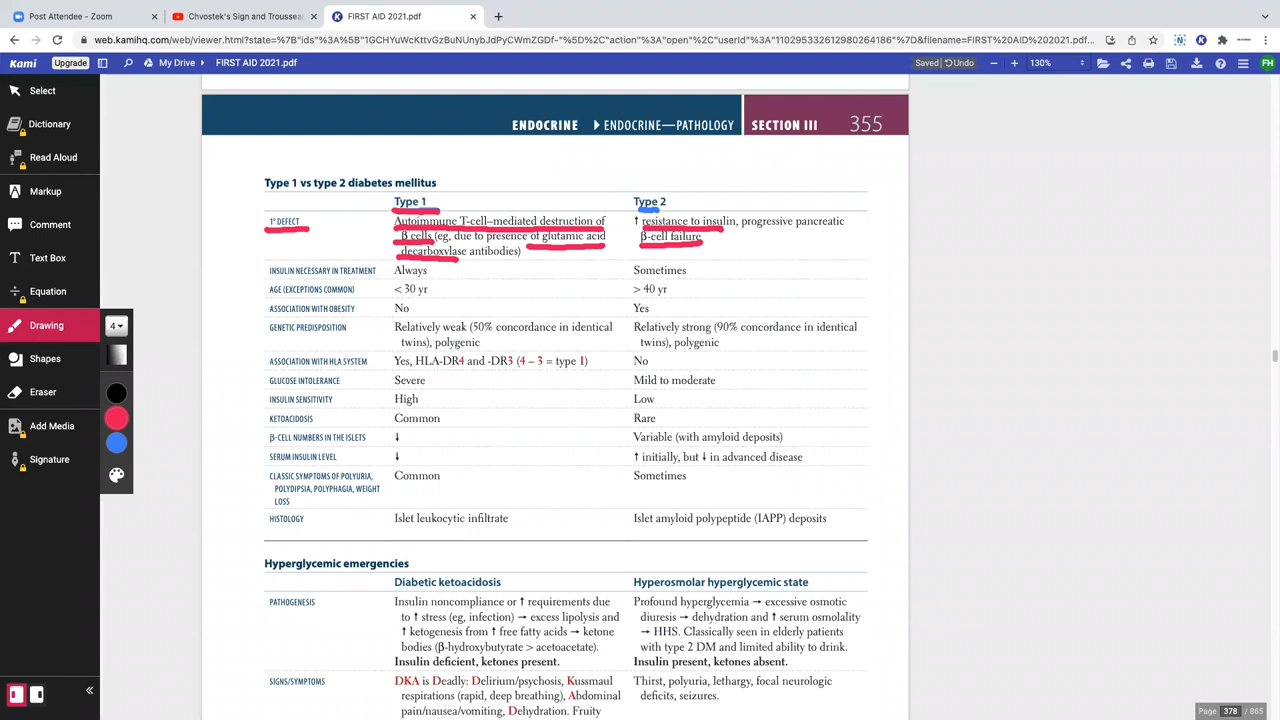 Post Attendee - Zoom
Chvostek's Sign and Trousseau
FIRST AID 2021.pdf
web.kamihq.com/web/viewer.html?state=%7B"ids"%3A%5B"1GCHYuWcKttvGzBuNUnybJdPyCWmZGDf-"%5D%2C"action"%3A"open"%2C"userId"%3A"110295332612980264186"%7D&filename=FIRST%20AID%202021.pdf...
Kami
Upgrade
My Drive
FIRST AID 2021.pdf
Saved
Undo
130%
FH
Select
Dictionary
Read Aloud
Markup
Comment
Text Box
Equation
Drawing
4
Shapes
Eraser
Add Media
Signature
ENDOCRINE ▶ ENDOCRINE—PATHOLOGY SECTION III 355
Type 1 vs type 2 diabetes mellitus
Type 1 Type 2
1° DEFECT Autoimmune T-cell–mediated destruction of ↑ resistance to insulin, progressive pancreatic
β cells (eg, due to presence of glutamic acid β-cell failure
decarboxylase antibodies)
INSULIN NECESSARY IN TREATMENT Always Sometimes
AGE (EXCEPTIONS COMMON) < 30 yr > 40 yr
ASSOCIATION WITH OBESITY No Yes
GENETIC PREDISPOSITION Relatively weak (50% concordance in identical Relatively strong (90% concordance in identical
twins), polygenic twins), polygenic
ASSOCIATION WITH HLA SYSTEM Yes, HLA-DR4 and -DR3 (4 – 3 = type 1) No
GLUCOSE INTOLERANCE Severe Mild to moderate
INSULIN SENSITIVITY High Low
KETOACIDOSIS Common Rare
β-CELL NUMBERS IN THE ISLETS ↓ Variable (with amyloid deposits)
SERUM INSULIN LEVEL ↓ ↑ initially, but ↓ in advanced disease
CLASSIC SYMPTOMS OF POLYURIA, Common Sometimes
POLYDIPSIA, POLYPHAGIA, WEIGHT
LOSS
HISTOLOGY Islet leukocytic infiltrate Islet amyloid polypeptide (IAPP) deposits
Hyperglycemic emergencies
Diabetic ketoacidosis Hyperosmolar hyperglycemic state
PATHOGENESIS Insulin noncompliance or ↑ requirements due Profound hyperglycemia → excessive osmotic
to ↑ stress (eg, infection) → excess lipolysis and diuresis → dehydration and ↑ serum osmolality
↑ ketogenesis from ↑ free fatty acids → ketone → HHS. Classically seen in elderly patients
bodies (β-hydroxybutyrate > acetoacetate). with type 2 DM and limited ability to drink.
Insulin deficient, ketones present. Insulin present, ketones absent.
SIGNS/SYMPTOMS DKA is Deadly: Delirium/psychosis, Kussmaul Thirst, polyuria, lethargy, focal neurologic
respirations (rapid, deep breathing), Abdominal deficits, seizures.
pain/nausea/vomiting, Dehydration. Fruity
Page 378 / 865